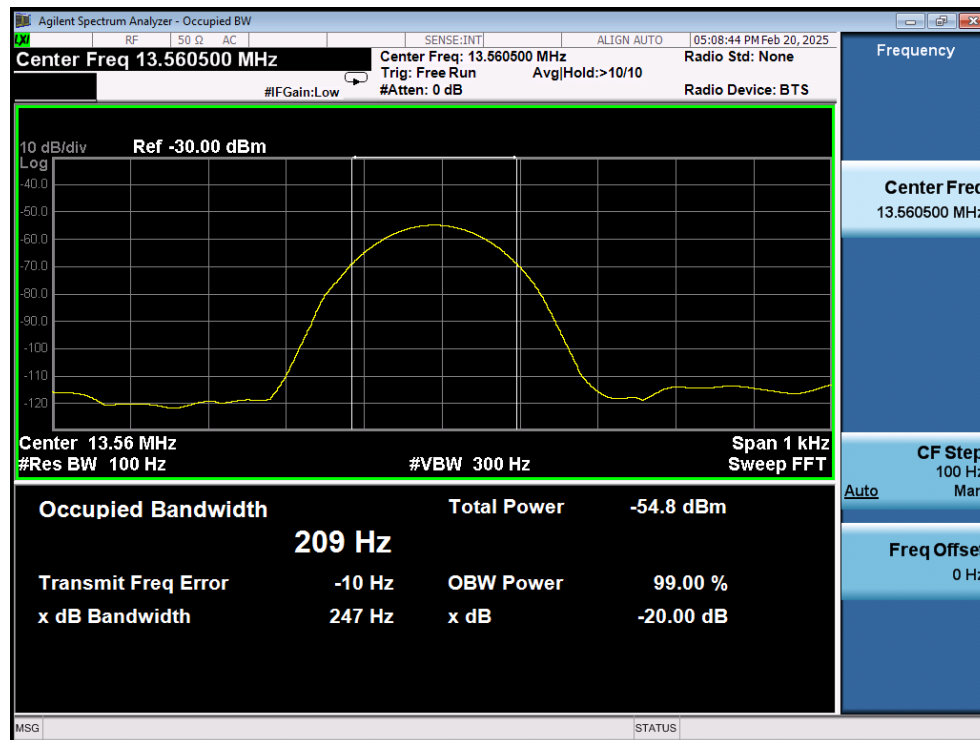 Agilent Spectrum Analyzer - Occupied BW
LXI RF 50 Ω AC SENSE:INT ALIGN AUTO 05:08:44 PM Feb 20, 2025
Center Freq 13.560500 MHz
Center Freq: 13.560500 MHz Radio Std: None
Trig: Free Run Avg|Hold:>10/10
#IFGain:Low #Atten: 0 dB Radio Device: BTS
Frequency
10 dB/div Ref -30.00 dBm
Log
-40.0
-50.0
-60.0
-70.0
-80.0
-90.0
-100
-110
-120
Center 13.56 MHz Span 1 kHz
#Res BW 100 Hz #VBW 300 Hz Sweep FFT
Occupied Bandwidth Total Power -54.8 dBm
209 Hz
Transmit Freq Error -10 Hz OBW Power 99.00 %
x dB Bandwidth 247 Hz x dB -20.00 dB
Center Freq
13.560500 MHz
CF Step
100 Hz
Auto Man
Freq Offset
0 Hz
MSG STATUS